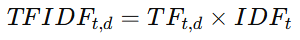 TFIDF_{t,d} = TF_{t,d} × IDF_t